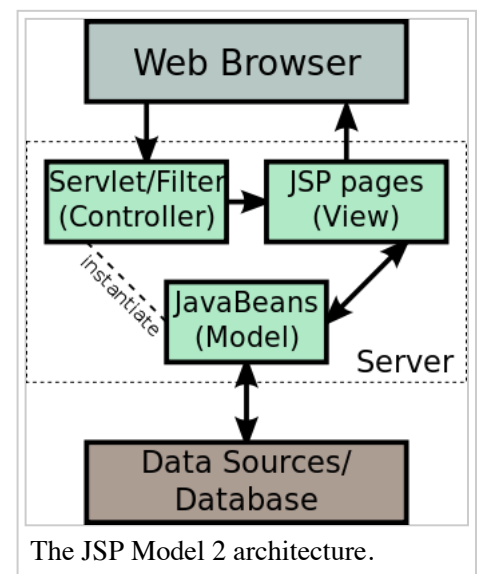 Web Browser
Servlet/Filter
(Controller)
JSP pages
(View)
instantiate
JavaBeans
(Model)
Server
Data Sources/
Database
The JSP Model 2 architecture.